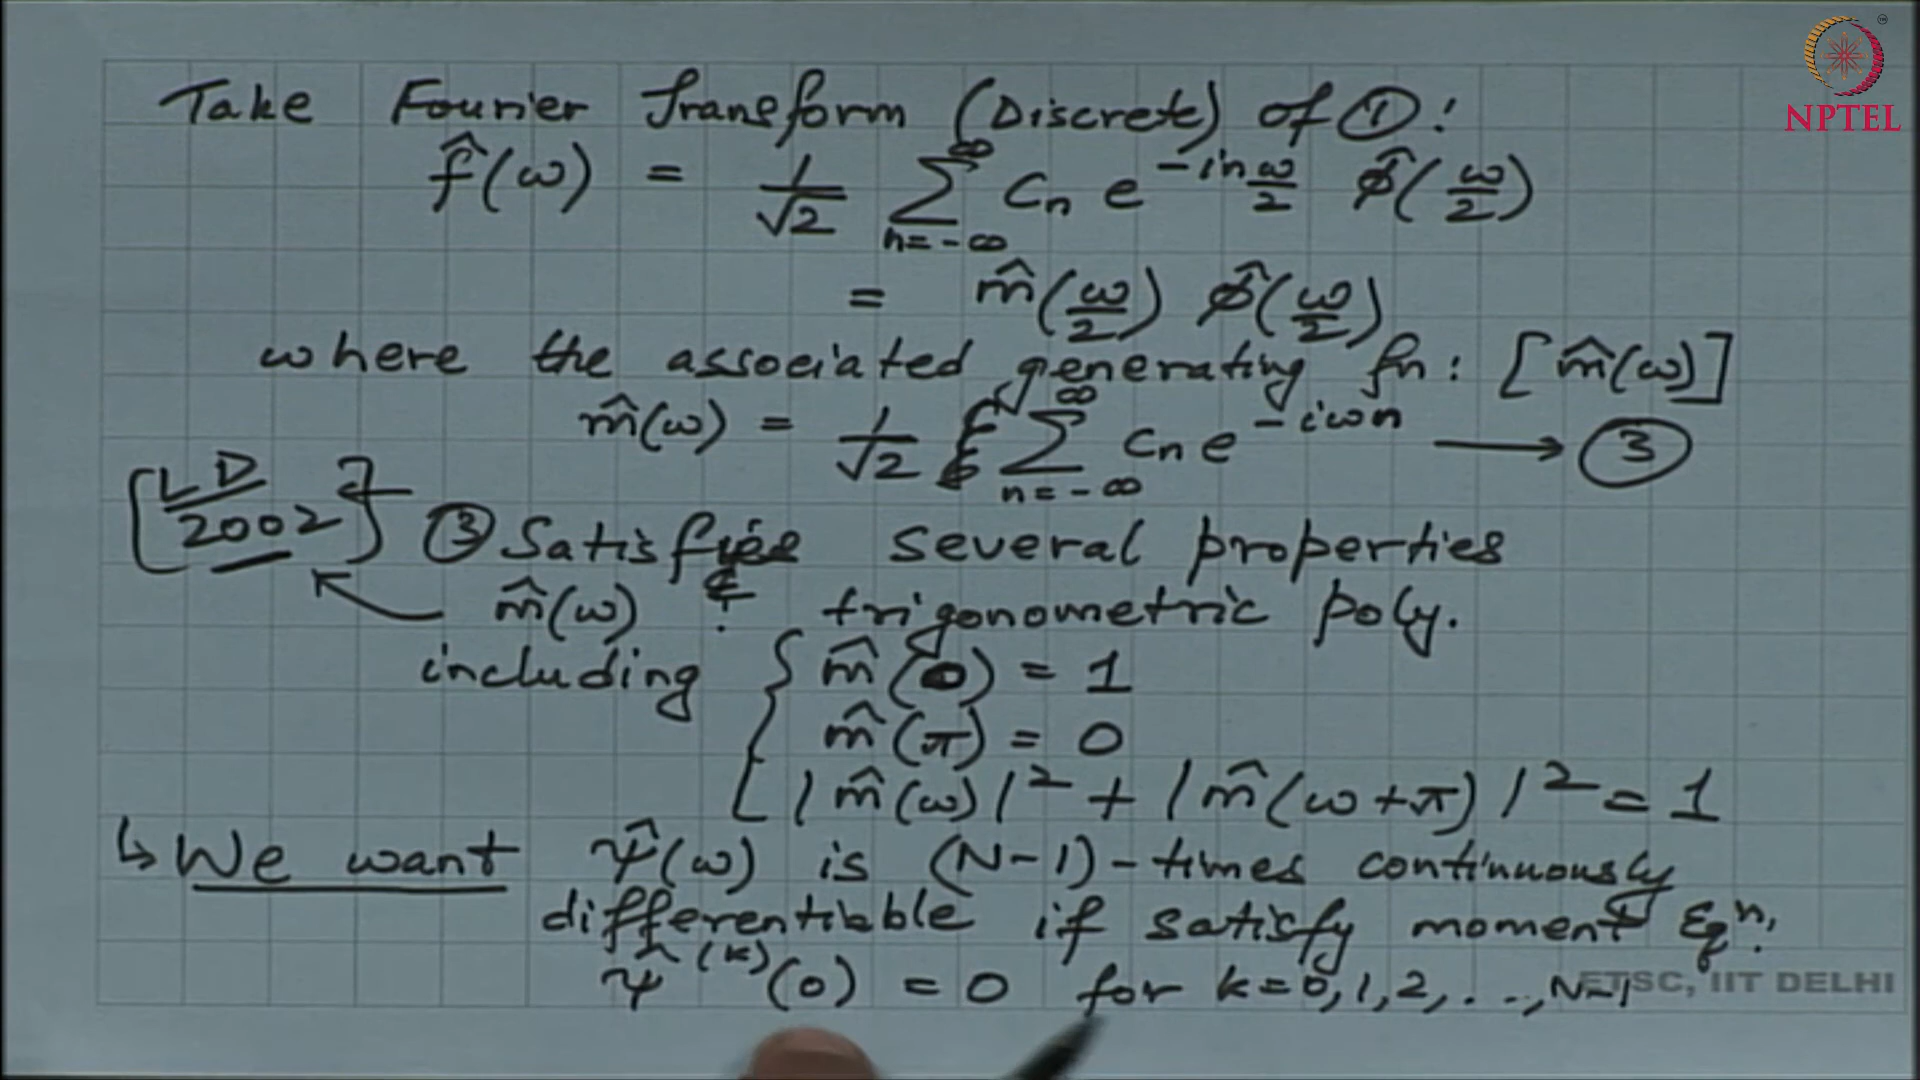 NPTEL
Take Fourier Transform (Discrete) of ①:
f̂(ω) = 1/√2 ∑_{n=-∞}^{∞} Cn e^{-inω/2} φ̂(ω/2)
= m̂(ω/2) φ̂(ω/2)
where the associated generating fn: [m̂(ω)]
m̂(ω) = 1/√2 ∑_{n=-∞}^{∞} Cn e^{-iωn} → ③
[LD 2002] ③ Satisfies several properties
m̂(ω) : trigonometric poly.
including { m̂(0) = 1
m̂(π) = 0
|m̂(ω)|² + |m̂(ω+π)|² = 1
↳ We want ψ̂(ω) is (N-1)-times continuously
differentiable if satisfy moment Eqⁿ.
ψ̂^{(k)}(0) = 0 for k=0,1,2,...,N-1
ETSC, IIT DELHI